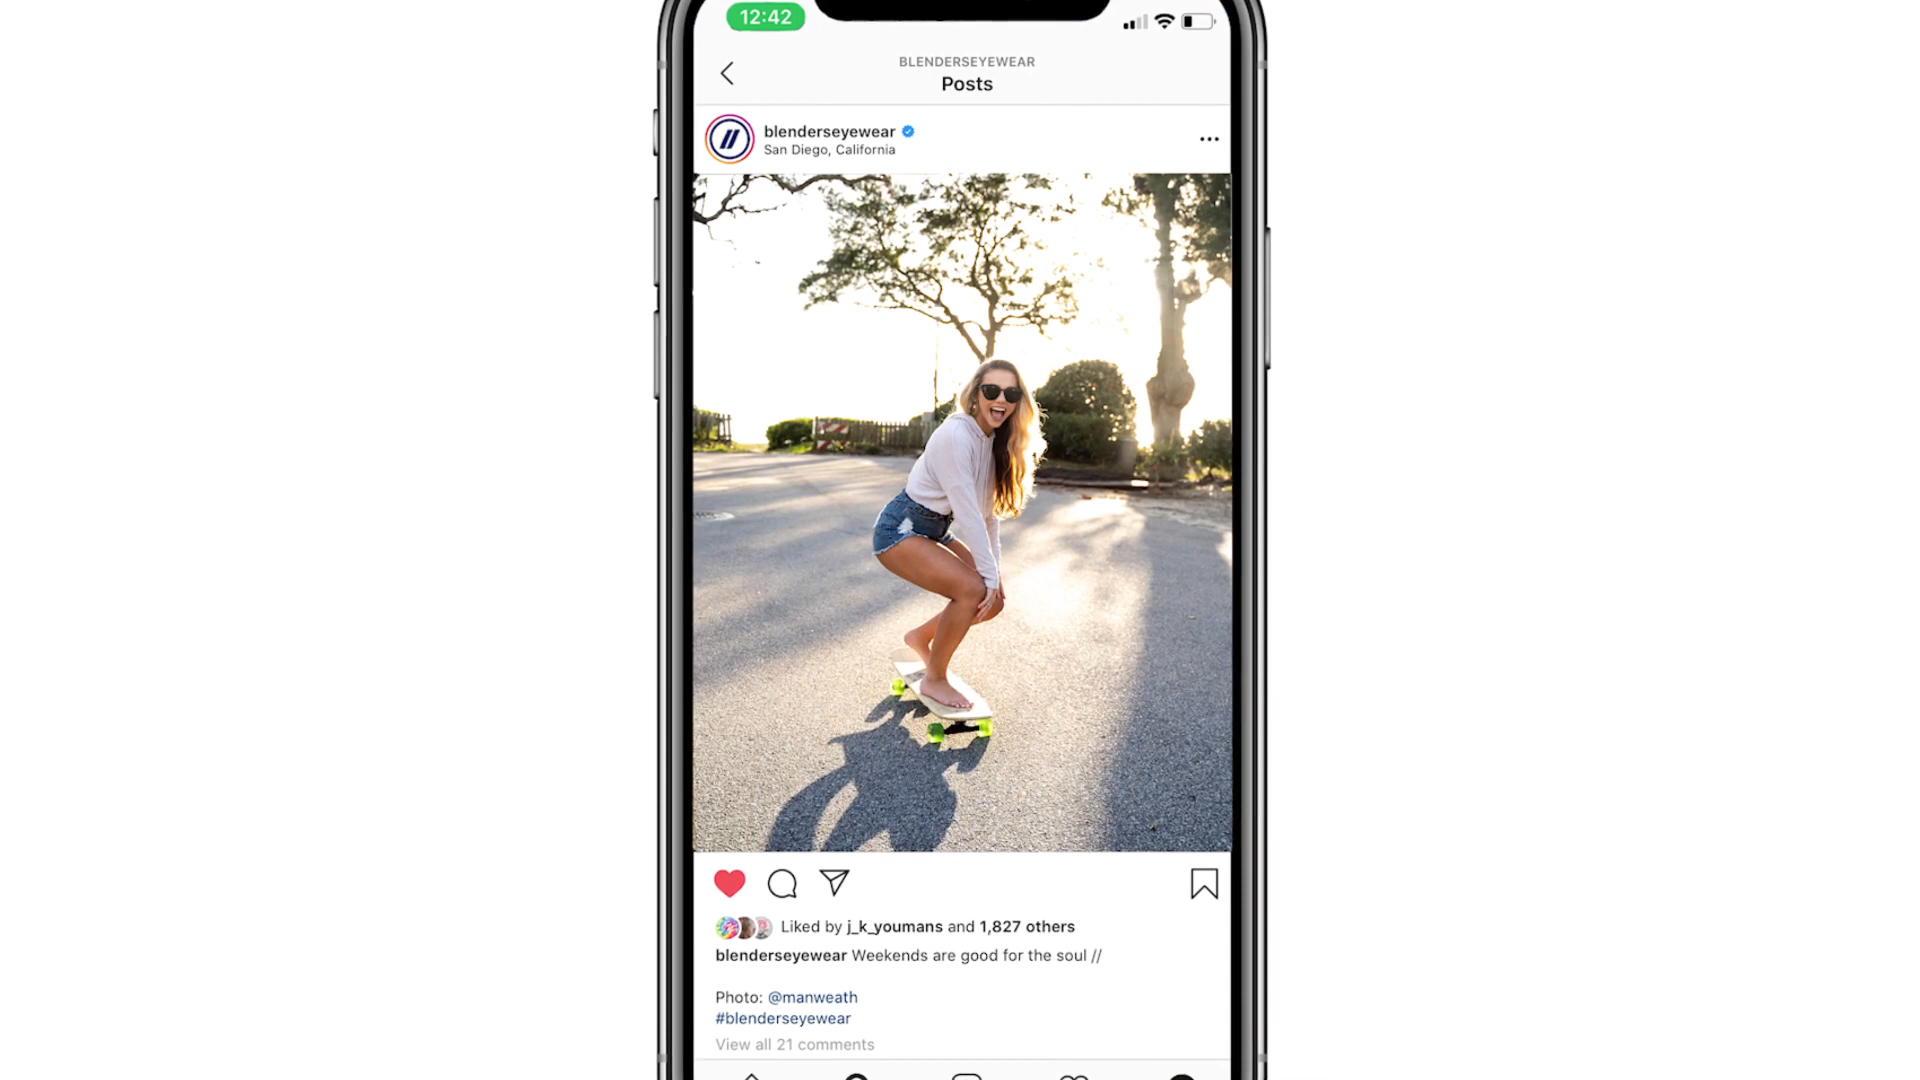 12:42
BLENDERSEYEWEAR
Posts
blenderseyewear
San Diego, California
Liked by j_k_youmans and 1,827 others
blenderseyewear Weekends are good for the soul //
Photo: @manweath
#blenderseyewear
View all 21 comments